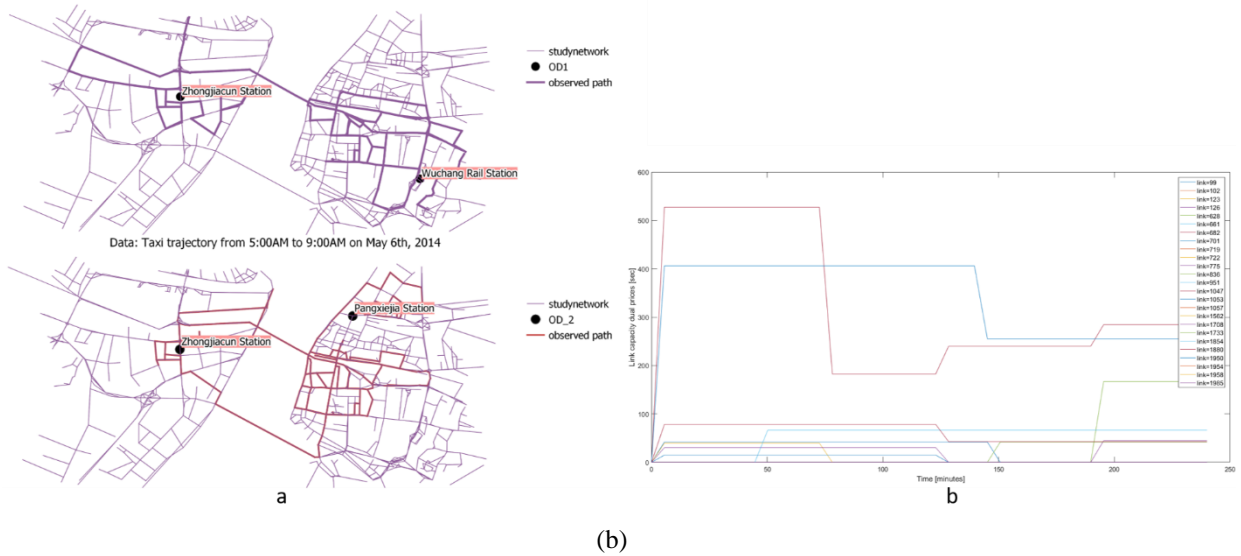 studynetwork
OD1
observed path
Zhongjiacun Station
Wuchang Rail Station
Data: Taxi trajectory from 5:00AM to 9:00AM on May 6th, 2014
studynetwork
OD_2
observed path
Pangxiejia Station
Zhongjiacun Station
a
600
500
400
300
200
100
0
Link capacity dual prices [sec]
0
50
100
150
200
250
Time [minutes]
link=99
link=102
link=123
link=126
link=628
link=661
link=682
link=701
link=719
link=722
link=775
link=836
link=951
link=1047
link=1053
link=1057
link=1562
link=1708
link=1733
link=1854
link=1880
link=1950
link=1954
link=1958
link=1965
b
(b)